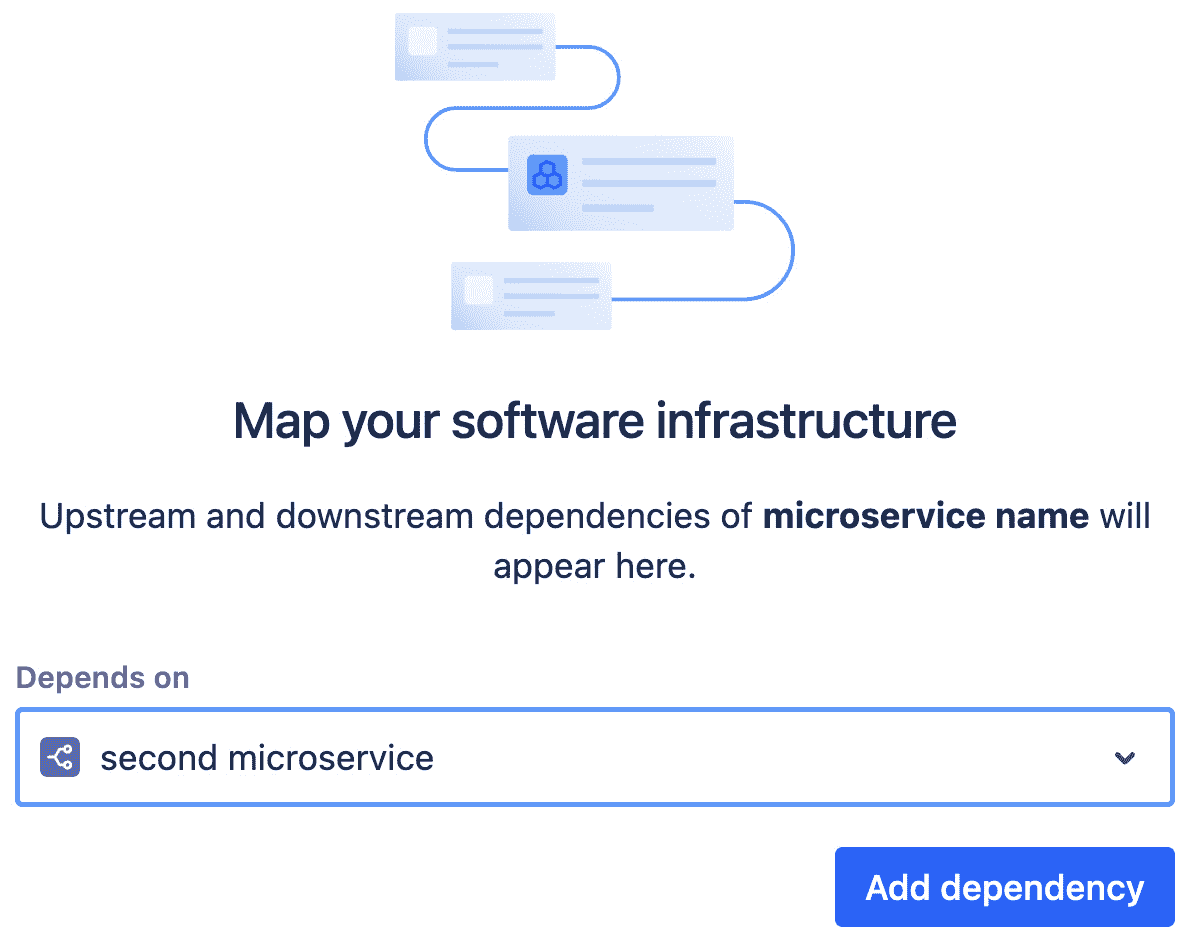 Map your software infrastructure
Upstream and downstream dependencies of microservice name will
appear here.
Depends on
second microservice
Add dependency